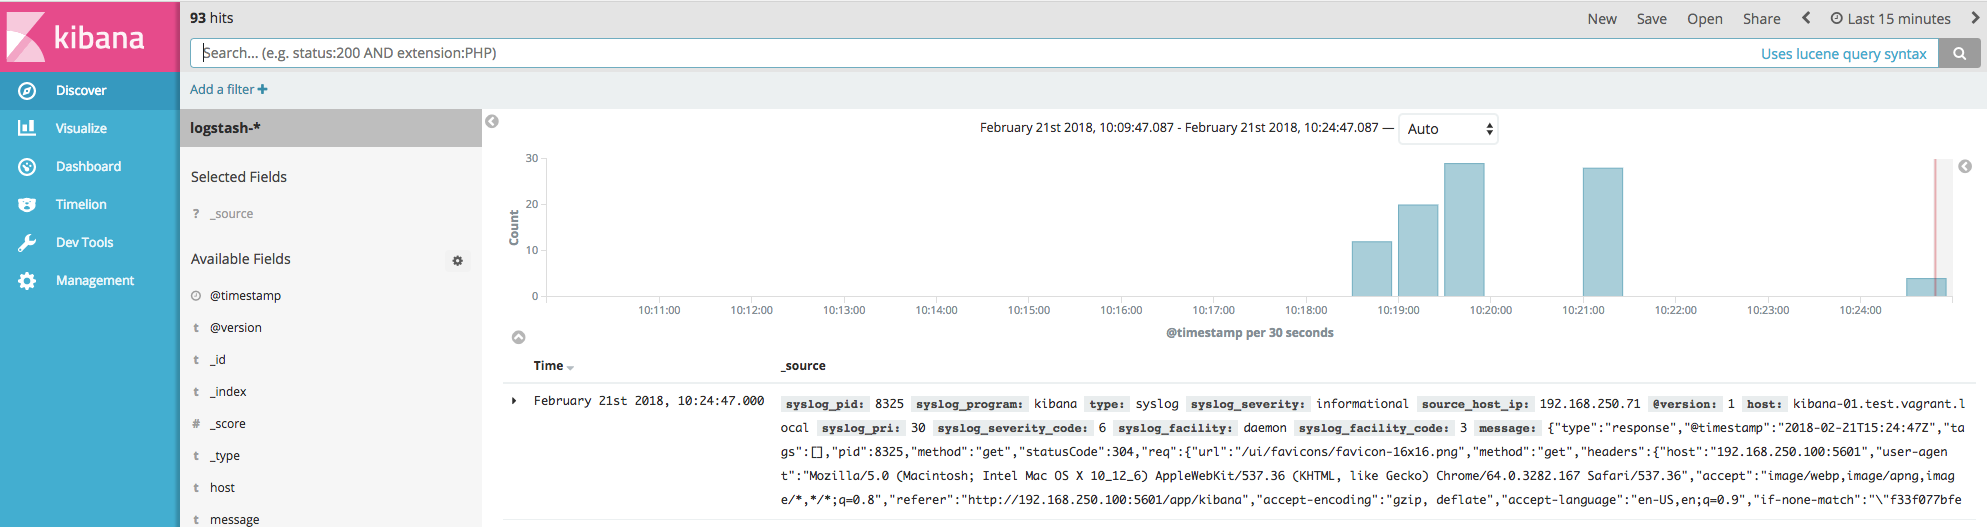 kibana
Discover
Visualize
Dashboard
Timelion
Dev Tools
Management
93 hits
New Save Open Share Last 15 minutes
Search... (e.g. status:200 AND extension:PHP) Uses lucene query syntax
Add a filter +
logstash-*
Selected Fields
? _source
Available Fields
@timestamp
t @version
t _id
t _index
# _score
t _type
t host
t message
February 21st 2018, 10:09:47.087 - February 21st 2018, 10:24:47.087 — Auto
Count
30
20
10
0
10:11:00 10:12:00 10:13:00 10:14:00 10:15:00 10:16:00 10:17:00 10:18:00 10:19:00 10:20:00 10:21:00 10:22:00 10:23:00 10:24:00
@timestamp per 30 seconds
Time _source
February 21st 2018, 10:24:47.000 syslog_pid: 8325 syslog_program: kibana type: syslog syslog_severity: informational source_host_ip: 192.168.250.71 @version: 1 host: kibana-01.test.vagrant.l
ocal syslog_pri: 30 syslog_severity_code: 6 syslog_facility: daemon syslog_facility_code: 3 message: {"type":"response","@timestamp":"2018-02-21T15:24:47Z","ta
gs":[],"pid":8325,"method":"get","statusCode":304,"req":{"url":"/ui/favicons/favicon-16x16.png","method":"get","headers":{"host":"192.168.250.100:5601","user-agen
t":"Mozilla/5.0 (Macintosh; Intel Mac OS X 10_12_6) AppleWebKit/537.36 (KHTML, like Gecko) Chrome/64.0.3282.167 Safari/537.36","accept":"image/webp,image/apng,imag
e/*,*/*;q=0.8","referer":"http://192.168.250.100:5601/app/kibana","accept-encoding":"gzip, deflate","accept-language":"en-US,en;q=0.9","if-none-match":"\"f33f077bfe